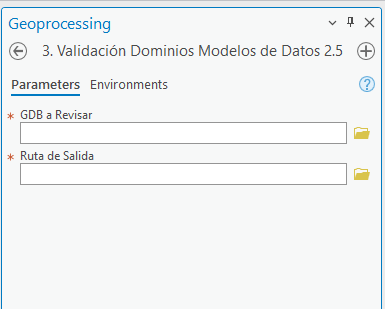 Geoprocessing
3. Validación Dominios Modelos de Datos 2.5
Parameters Environments
?
* GDB a Revisar
* Ruta de Salida